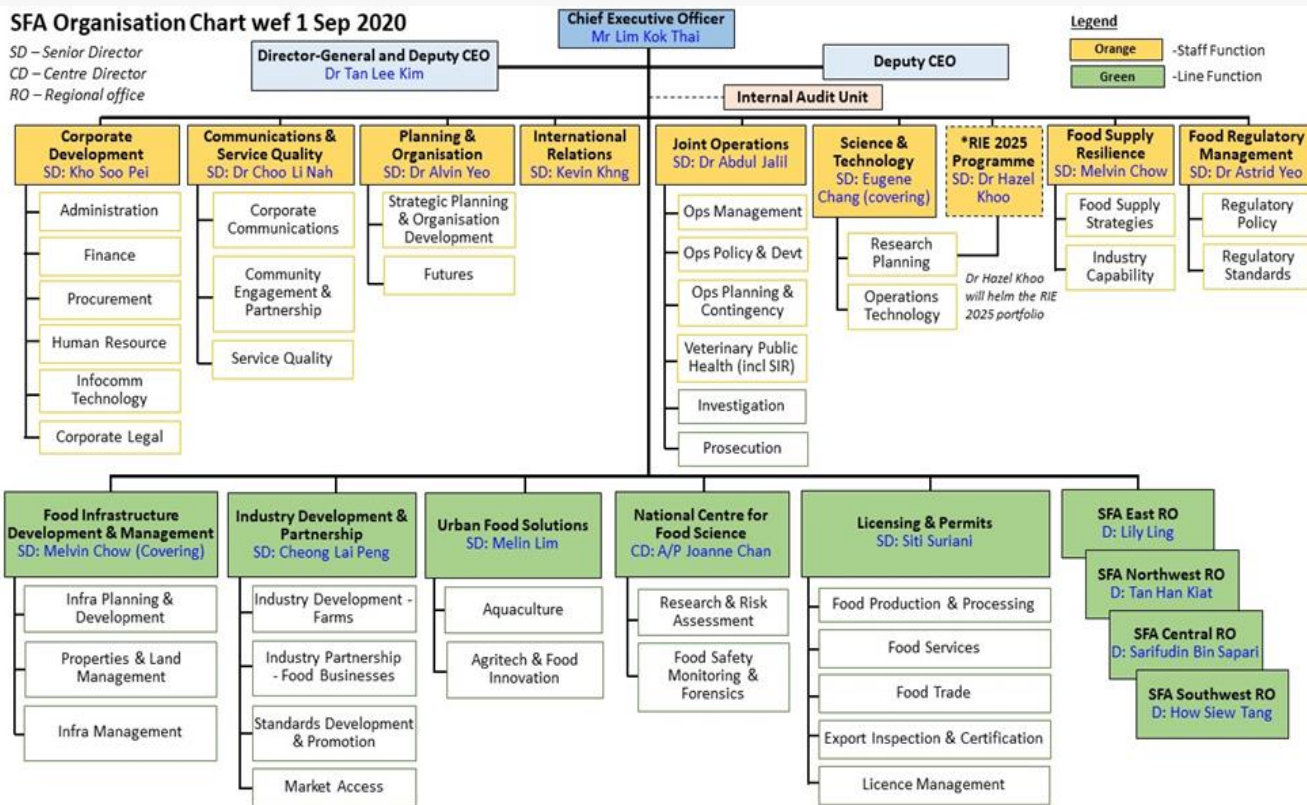 SFA Organisation Chart wef 1 Sep 2020
SD – Senior Director
CD – Centre Director
RO – Regional office
Chief Executive Officer
Mr Lim Kok Thai
Director-General and Deputy CEO
Dr Tan Lee Kim
Deputy CEO
Internal Audit Unit
Legend
Orange
-Staff Function
Green
-Line Function
Corporate
Development
SD: Kho Soo Pei
Administration
Finance
Procurement
Human Resource
Infocomm
Technology
Corporate Legal
Communications &
Service Quality
SD: Dr Choo Li Nah
Corporate
Communications
Community
Engagement &
Partnership
Service Quality
Planning &
Organisation
SD: Dr Alvin Yeo
Strategic Planning
& Organisation
Development
Futures
International
Relations
SD: Kevin Khng
Joint Operations
SD: Dr Abdul Jalil
Ops Management
Ops Policy & Devt
Ops Planning &
Contingency
Veterinary Public
Health (incl SIR)
Investigation
Prosecution
Science &
Technology
SD: Eugene
Chang (covering)
Research
Planning
Operations
Technology
*RIE 2025
Programme
SD: Dr Hazel
Khoo
Dr Hazel Khoo
will helm the RIE
2025 portfolio
Food Supply
Resilience
SD: Melvin Chow
Food Supply
Strategies
Industry
Capability
Food Regulatory
Management
SD: Dr Astrid Yeo
Regulatory
Policy
Regulatory
Standards
Food Infrastructure
Development & Management
SD: Melvin Chow (Covering)
Infra Planning &
Development
Properties & Land
Management
Infra Management
Industry Development &
Partnership
SD: Cheong Lai Peng
Industry Development -
Farms
Industry Partnership
- Food Businesses
Standards Development
& Promotion
Market Access
Urban Food Solutions
SD: Melin Lim
Aquaculture
Agritech & Food
Innovation
National Centre for
Food Science
CD: A/P Joanne Chan
Research & Risk
Assessment
Food Safety
Monitoring &
Forensics
Licensing & Permits
SD: Siti Suriani
Food Production & Processing
Food Services
Food Trade
Export Inspection & Certification
Licence Management
SFA East RO
D: Lily Ling
SFA Northwest RO
D: Tan Han Kiat
SFA Central RO
D: Sarifudin Bin Sapari
SFA Southwest RO
D: How Siew Tang